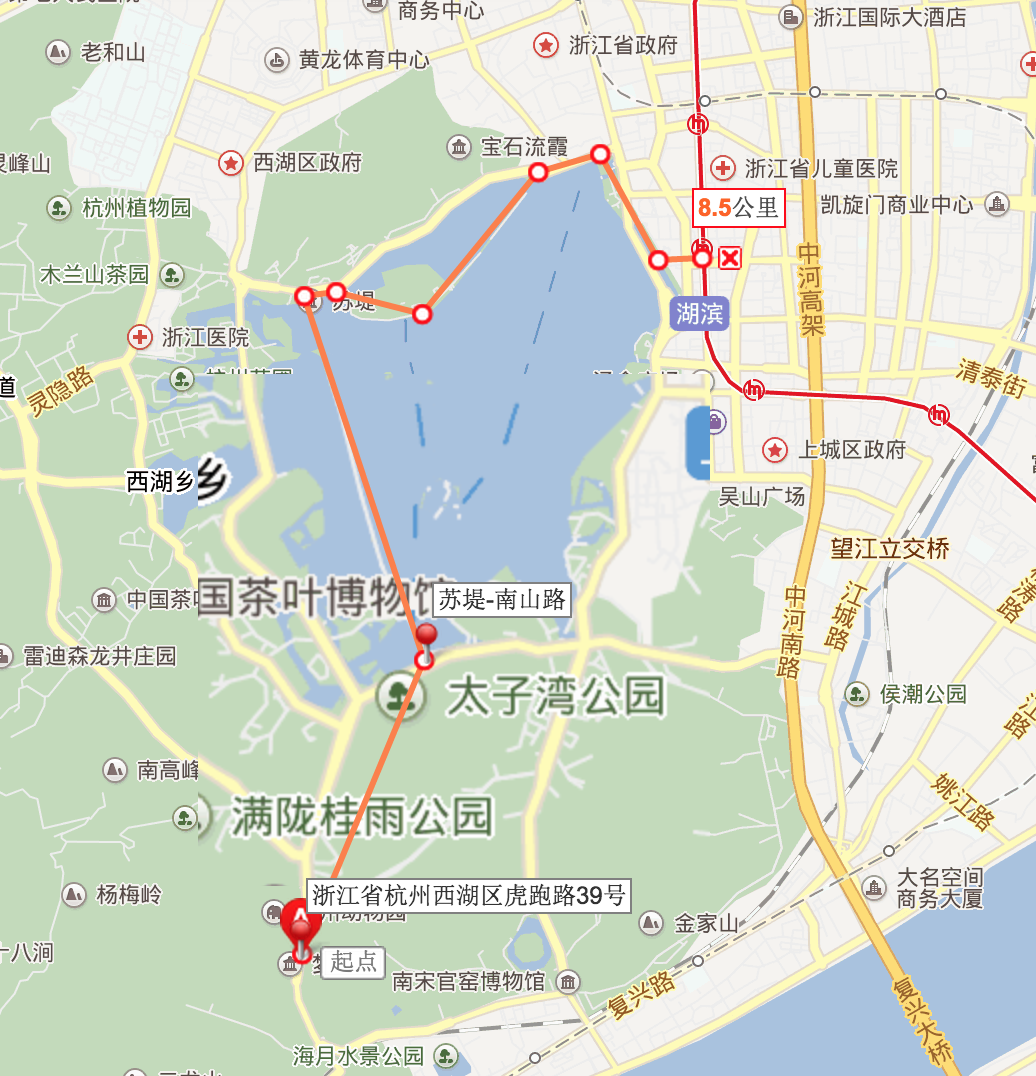 商务中心
浙江国际大酒店
老和山
黄龙体育中心
浙江省政府
宝石流霞
灵峰山
西湖区政府
浙江省儿童医院
杭州植物园
8.5公里
凯旋门商业中心
木兰山茶园
中河高架
苏堤
湖滨
浙江医院
道
灵隐路
清泰街
上城区政府
西湖乡
乡
吴山广场
望江立交桥
中国茶
国茶叶博物馆
苏堤-南山路
中河南路
江城路
雷迪森龙井庄园
太子湾公园
侯潮公园
南高峰
满陇桂雨公园
姚江路
杨梅岭
浙江省杭州西湖区虎跑路39号
大名空间
商务大厦
金家山
十八涧
起点
南宋官窑博物馆
复兴路
复兴大桥
海月水景公园